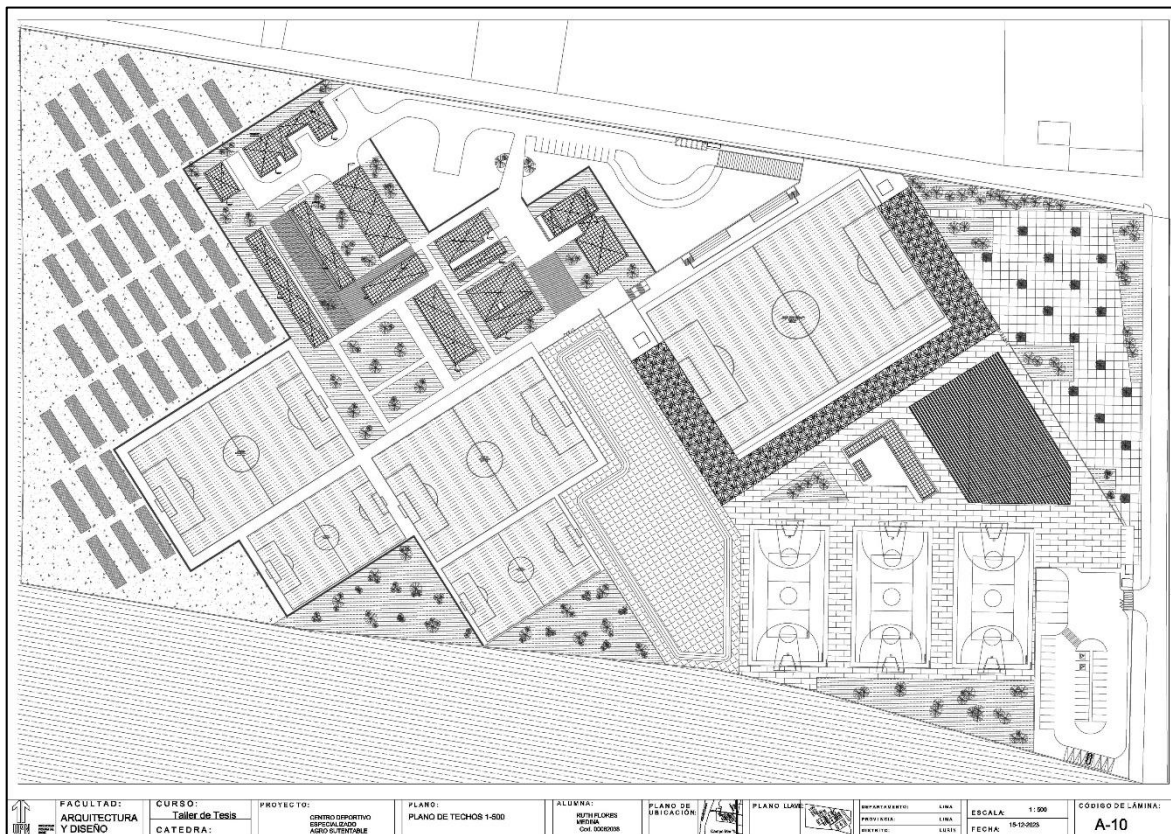 FACULTAD:
ARQUITECTURA
Y DISEÑO
CURSO:
Taller de Tesis
CATEDRA:
PROYECTO:
CENTRO DEPORTIVO
ESPECIALIZADO
AGRO SUTENTABLE
PLANO:
PLANO DE TECHOS 1-500
ALUMNA:
RUTH FLORES
MEDINA
PLANO DE
UBICACIÓN:
PLANO LLAVE:
DEPARTAMENTO: LIMA
PROVINCIA: LIMA
DISTRITO: LURÍN
ESCALA: 1: 500
FECHA: 15-12-2023
CÓDIGO DE LÁMINA:
A-10